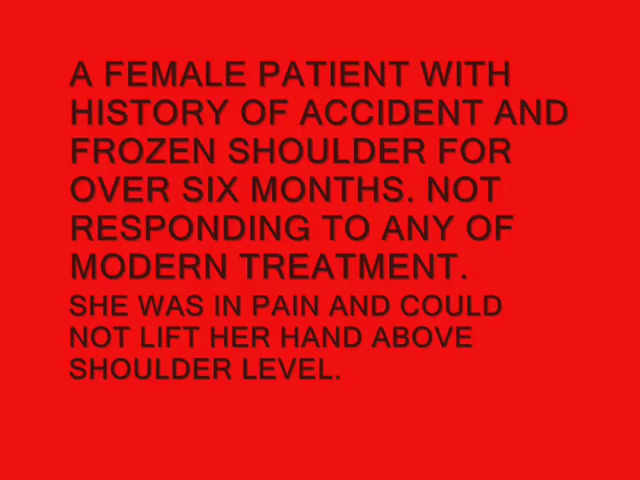 A FEMALE PATIENT WITH
HISTORY OF ACCIDENT AND
FROZEN SHOULDER FOR
OVER SIX MONTHS. NOT
RESPONDING TO ANY OF
MODERN TREATMENT.
SHE WAS IN PAIN AND COULD
NOT LIFT HER HAND ABOVE
SHOULDER LEVEL.